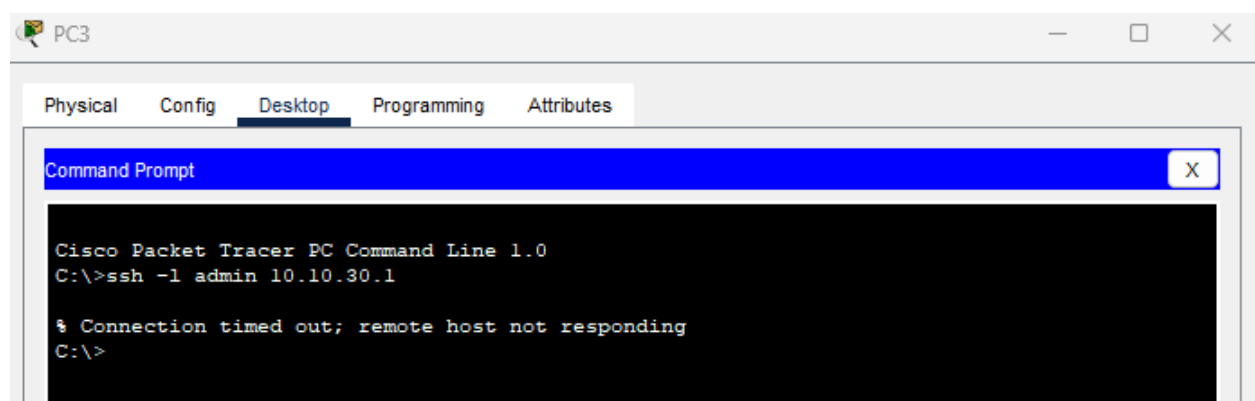 PC3
Physical Config Desktop Programming Attributes
Command Prompt X
Cisco Packet Tracer PC Command Line 1.0
C:\>ssh -l admin 10.10.30.1
% Connection timed out; remote host not responding
C:\>